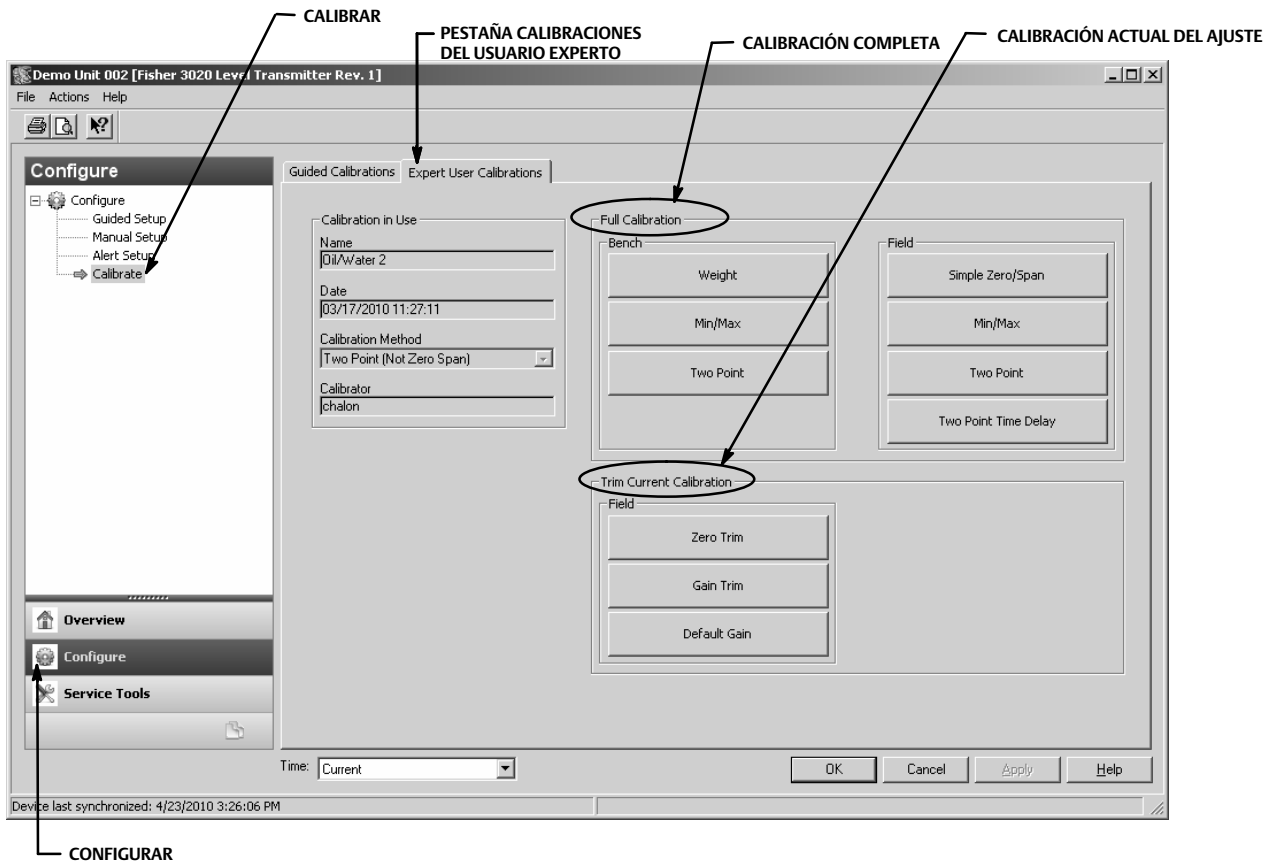 CALIBRAR
PESTAÑA CALIBRACIONES
DEL USUARIO EXPERTO
CALIBRACIÓN COMPLETA
CALIBRACIÓN ACTUAL DEL AJUSTE
Demo Unit 002 [Fisher 3020 Level Transmitter Rev. 1]
File Actions Help
Configure
Configure
Guided Setup
Manual Setup
Alert Setup
Calibrate
Overview
Configure
Service Tools
Guided Calibrations
Expert User Calibrations
Calibration in Use
Name
Oil/Water 2
Date
03/17/2010 11:27:11
Calibration Method
Two Point (Not Zero Span)
Calibrator
chalon
Full Calibration
Bench
Weight
Min/Max
Two Point
Field
Simple Zero/Span
Min/Max
Two Point
Two Point Time Delay
Trim Current Calibration
Field
Zero Trim
Gain Trim
Default Gain
Time: Current
OK
Cancel
Apply
Help
Device last synchronized: 4/23/2010 3:26:06 PM
CONFIGURAR